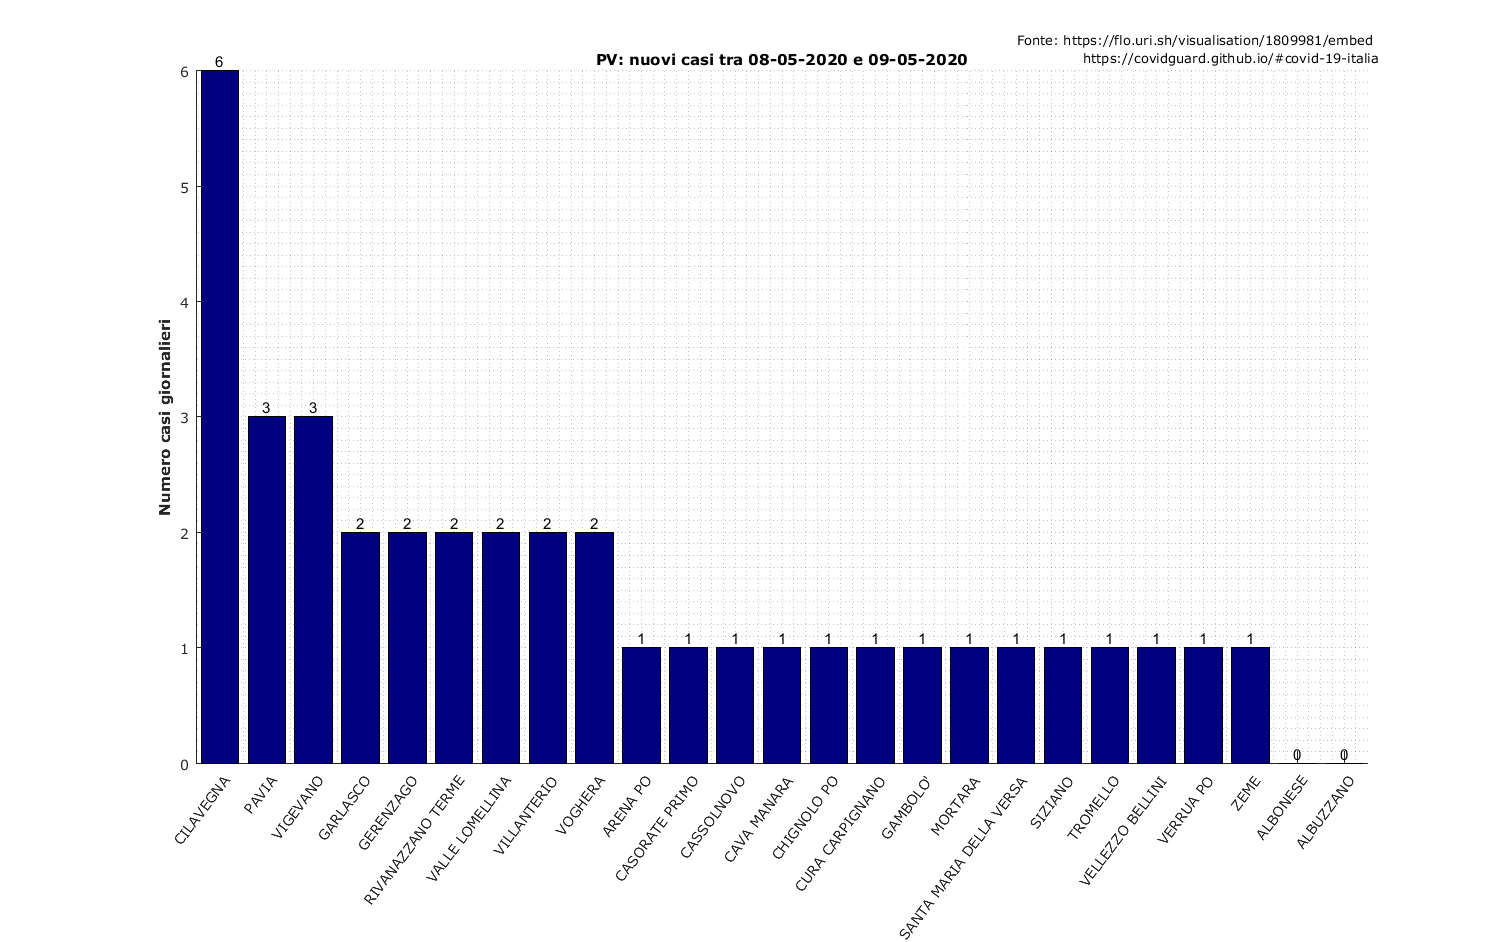 Fonte: https://flo.uri.sh/visualisation/1809981/embed
https://covidguard.github.io/#covid-19-italia
PV: nuovi casi tra 08-05-2020 e 09-05-2020
Numero casi giornalieri
6
5
4
3
2
1
0
6
3
3
2
2
2
2
2
2
1
1
1
1
1
1
1
1
1
1
1
1
1
1
0
0
CILAVEGNA
PAVIA
VIGEVANO
GARLASCO
GERENZAGO
RIVANAZZANO TERME
VALLE LOMELLINA
VILLANTERIO
VOGHERA
ARENA PO
CASORATE PRIMO
CASSOLNOVO
CAVA MANARA
CHIGNOLO PO
CURA CARPIGNANO
GAMBOLO'
MORTARA
SANTA MARIA DELLA VERSA
SIZIANO
TROMELLO
VELLEZZO BELLINI
VERRUA PO
ZEME
ALBONESE
ALBUZZANO